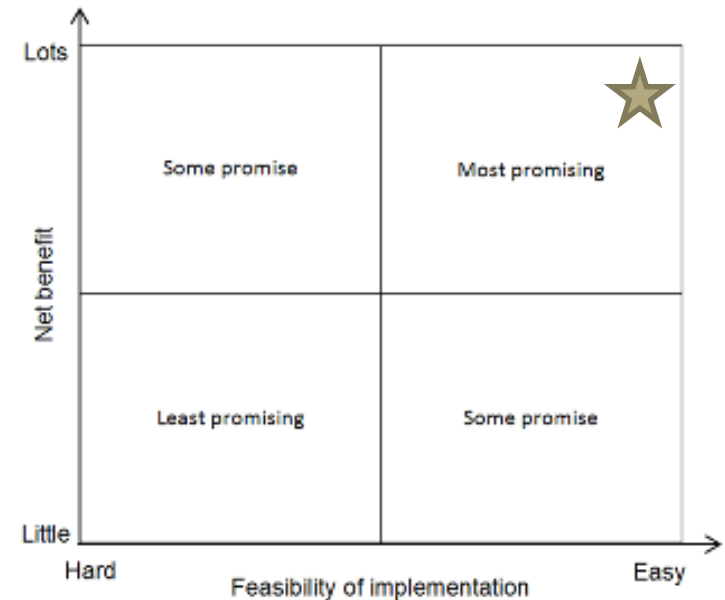 Lots
Some promise
Most promising
Net benefit
Least promising
Some promise
Little
Hard
Easy
Feasibility of implementation